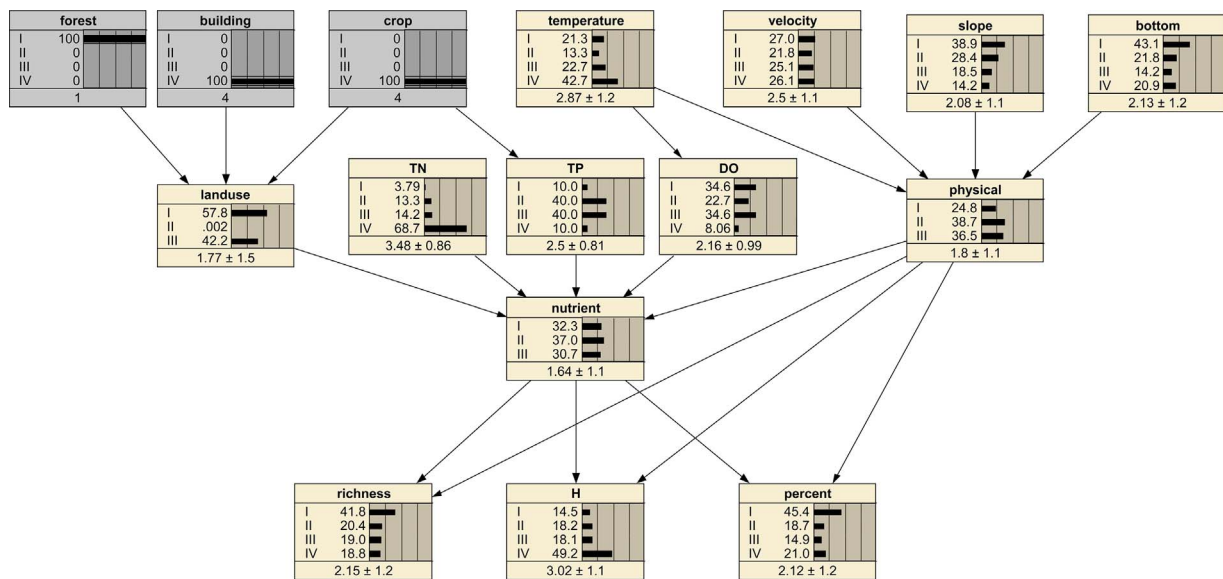 forest
I 100
II 0
III 0
IV 0
1
building
I 0
II 0
III 0
IV 100
4
crop
I 0
II 0
III 0
IV 100
4
temperature
I 21.3
II 13.3
III 22.7
IV 42.7
2.87 ± 1.2
velocity
I 27.0
II 21.8
III 25.1
IV 26.1
2.5 ± 1.1
slope
I 38.9
II 28.4
III 18.5
IV 14.2
2.08 ± 1.1
bottom
I 43.1
II 21.8
III 14.2
IV 20.9
2.13 ± 1.2
landuse
I 57.8
II .002
III 42.2
1.77 ± 1.5
TN
I 3.79
II 13.3
III 14.2
IV 68.7
3.48 ± 0.86
TP
I 10.0
II 40.0
III 40.0
IV 10.0
2.5 ± 0.81
DO
I 34.6
II 22.7
III 34.6
IV 8.06
2.16 ± 0.99
physical
I 24.8
II 38.7
III 36.5
1.8 ± 1.1
nutrient
I 32.3
II 37.0
III 30.7
1.64 ± 1.1
richness
I 41.8
II 20.4
III 19.0
IV 18.8
2.15 ± 1.2
H
I 14.5
II 18.2
III 18.1
IV 49.2
3.02 ± 1.1
percent
I 45.4
II 18.7
III 14.9
IV 21.0
2.12 ± 1.2